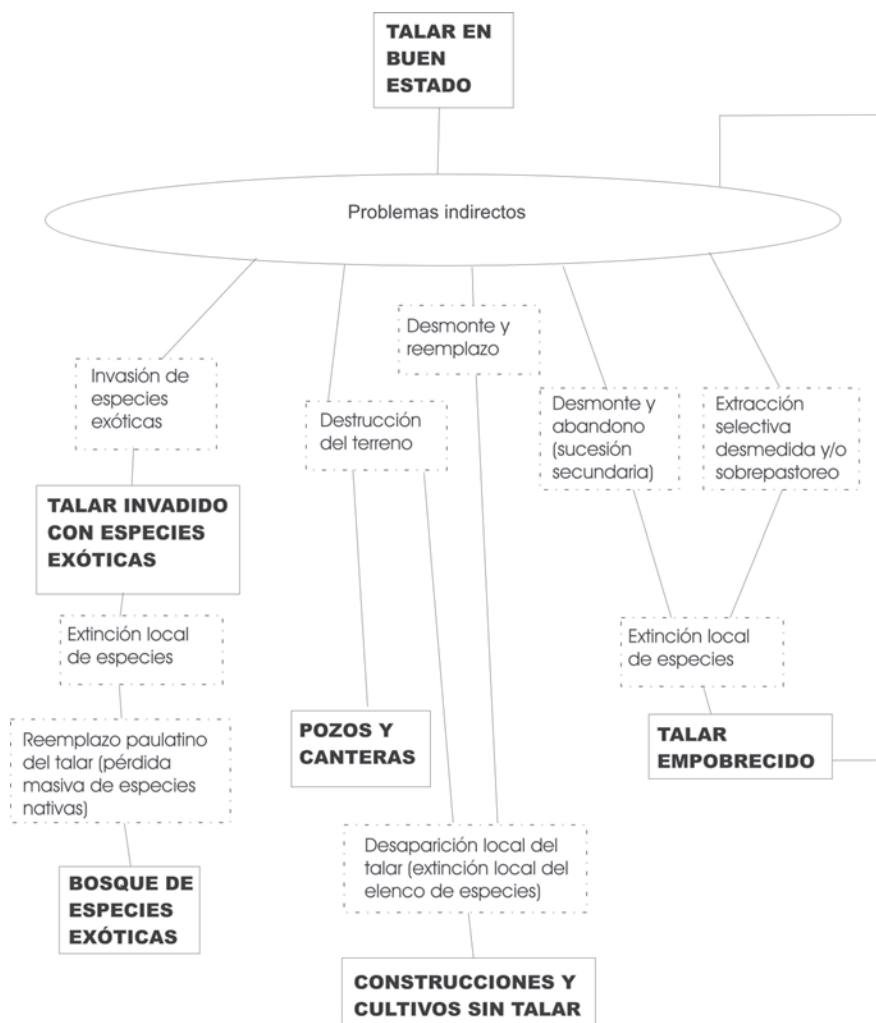 TALAR EN
BUEN
ESTADO
Problemas indirectos
Desmonte y
reemplazo
Invasión de
especies
exóticas
Destrucción
del terreno
Desmonte y
abandono
(sucesión
secundaria)
Extracción
selectiva
desmedida y/o
sobrepastoreo
TALAR INVADIDO
CON ESPECIES
EXÓTICAS
Extinción local
de especies
Extinción local
de especies
Reemplazo paulatino
del talar (pérdida
masiva de especies
nativas)
POZOS Y
CANTERAS
TALAR
EMPOBRECIDO
Desaparición local del
talar (extinción local del
elenco de especies)
BOSQUE DE
ESPECIES
EXÓTICAS
CONSTRUCCIONES Y
CULTIVOS SIN TALAR